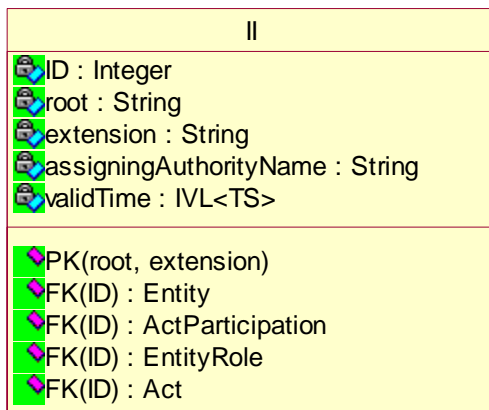 II
ID : Integer
root : String
extension : String
assigningAuthorityName : String
validTime : IVL<TS>
PK(root, extension)
FK(ID) : Entity
FK(ID) : ActParticipation
FK(ID) : EntityRole
FK(ID) : Act